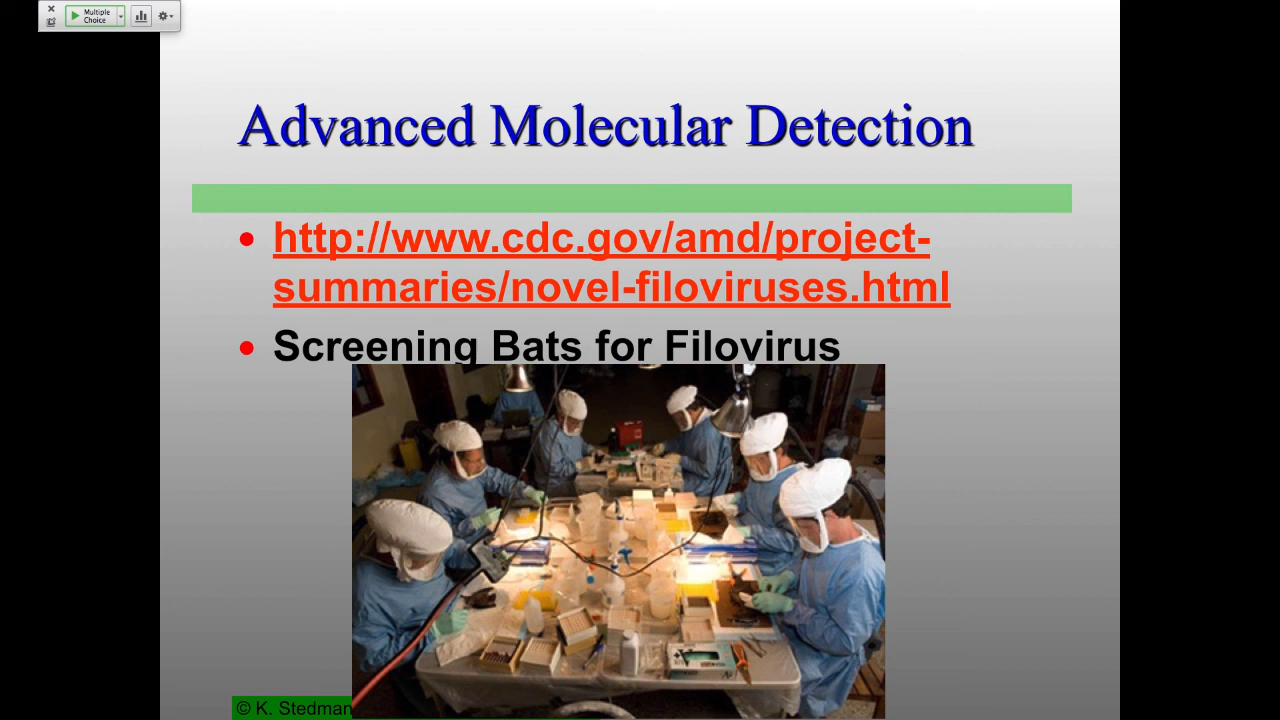 Multiple
Choice
Advanced Molecular Detection
http://www.cdc.gov/amd/project-
summaries/novel-filoviruses.html
Screening Bats for Filovirus
© K. Stedman